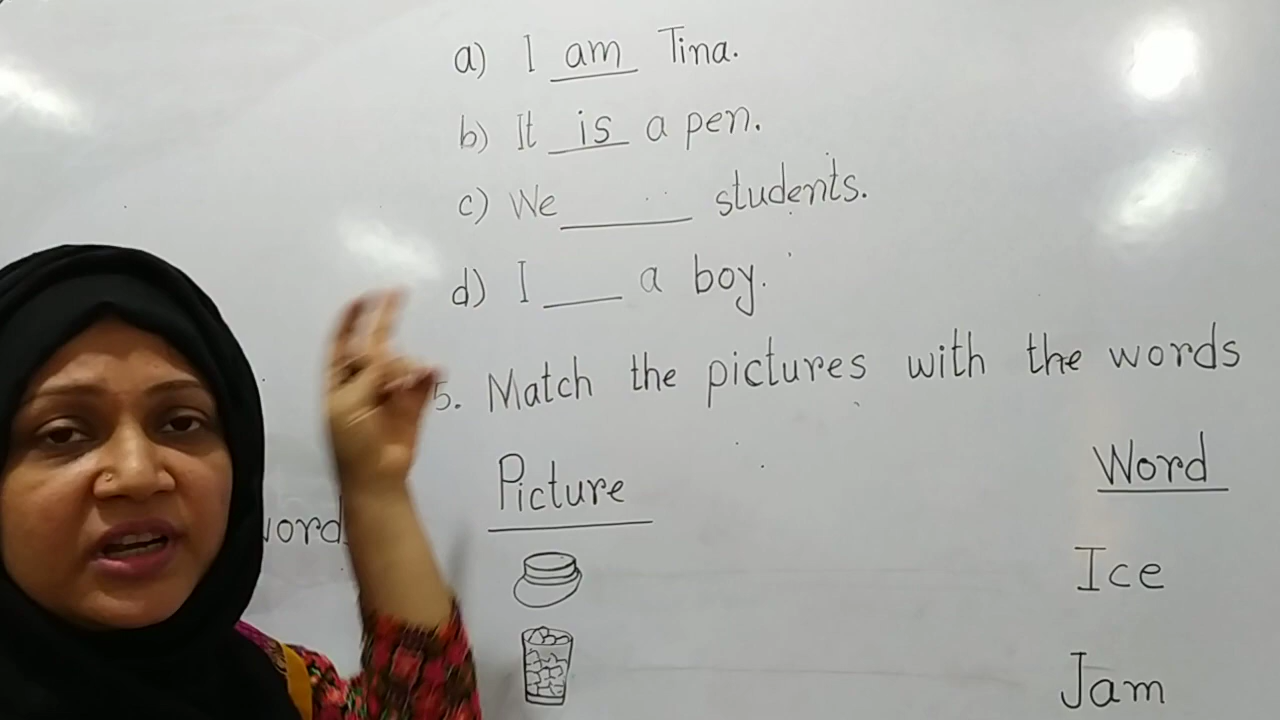 a) I am Tina.
b) It is a pen.
c) We ______ students.
d) I ___ a boy.
5. Match the pictures with the words
Picture Word
Ice
Jam